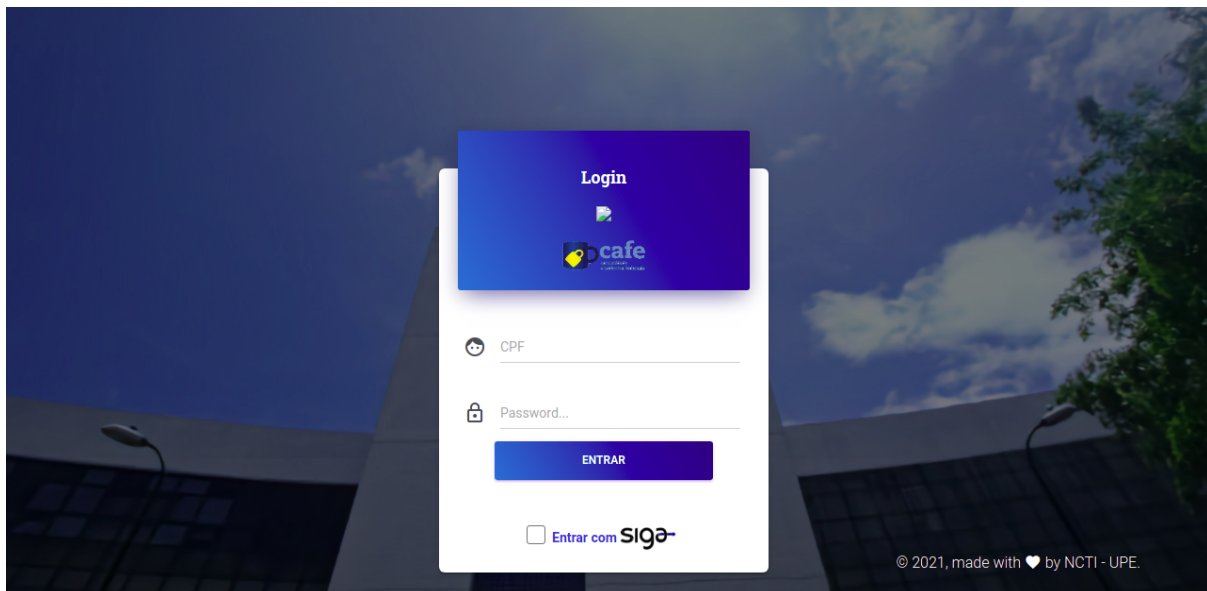 Login
cafe
CPF
Password...
ENTRAR
Entrar com siga
© 2021, made with by NCTI - UPE.